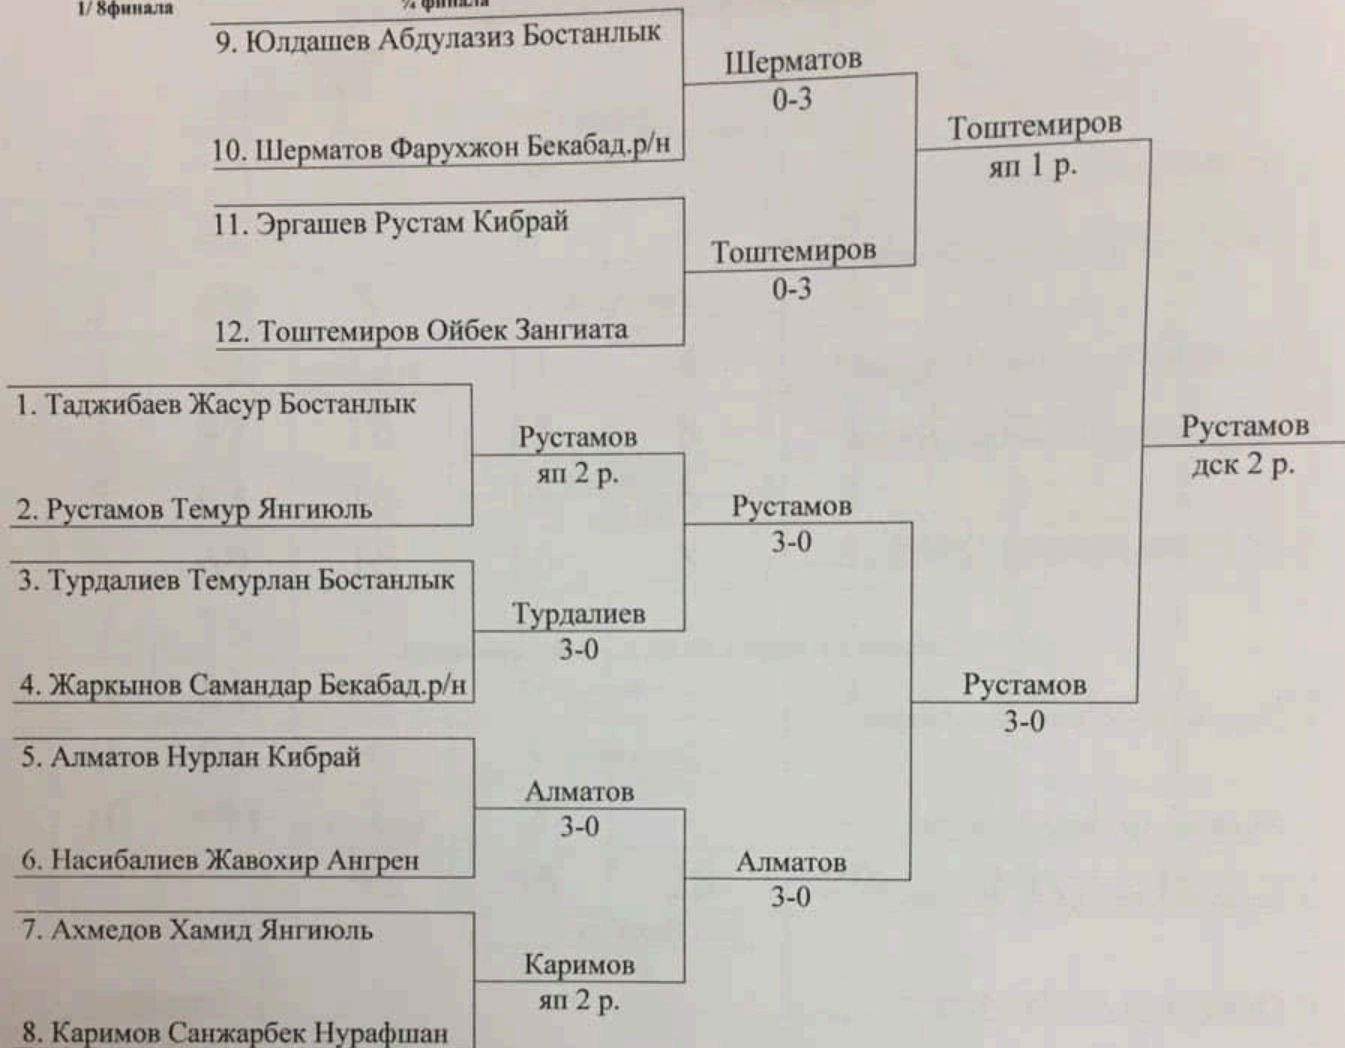 1/ 8финала
¼ финала
9. Юлдашев Абдулазиз Бостанлык
Шерматов
0-3
10. Шерматов Фарухжон Бекабад.р/н
Тоштемиров
яп 1 р.
11. Эргашев Рустам Кибрай
Тоштемиров
0-3
12. Тоштемиров Ойбек Зангиата
1. Таджибаев Жасур Бостанлык
Рустамов
яп 2 р.
2. Рустамов Темур Янгиюль
Рустамов
3-0
Рустамов
дск 2 р.
3. Турдалиев Темурлан Бостанлык
Турдалиев
3-0
4. Жаркынов Самандар Бекабад.р/н
Рустамов
3-0
5. Алматов Нурлан Кибрай
Алматов
3-0
6. Насибалиев Жавохир Ангрен
Алматов
3-0
7. Ахмедов Хамид Янгиюль
Каримов
яп 2 р.
8. Каримов Санжарбек Нурафшан